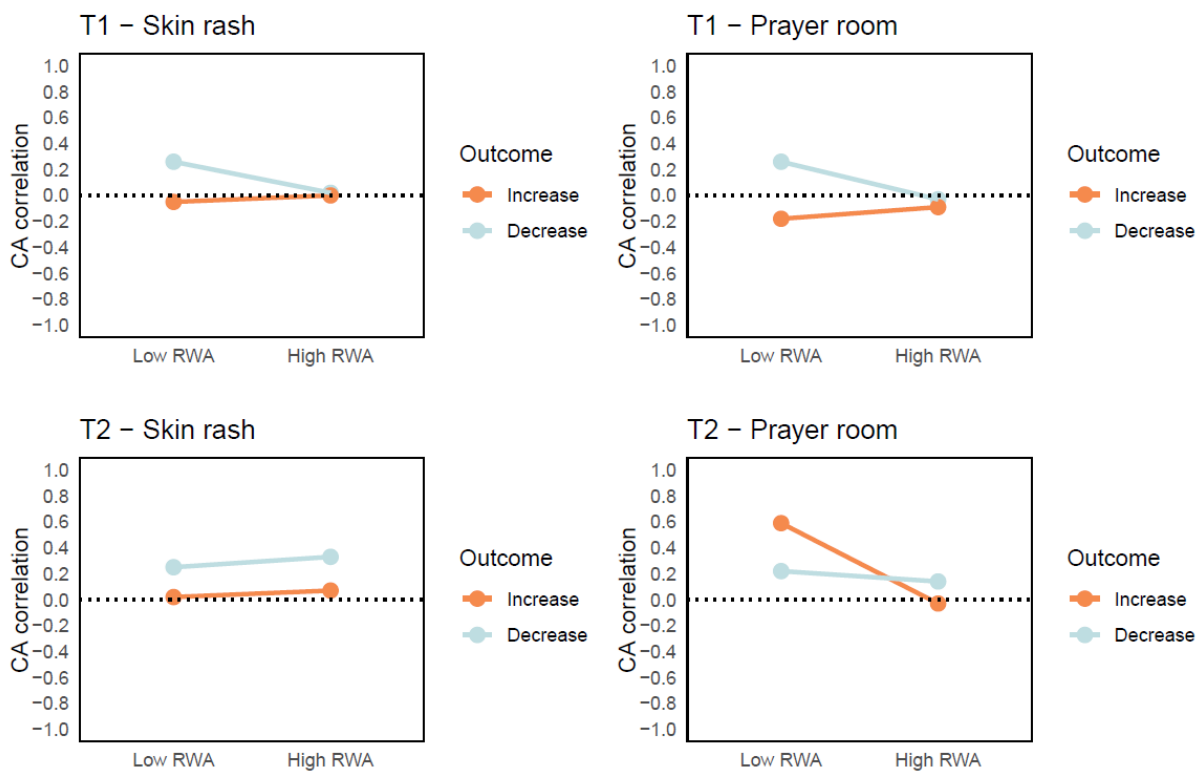 T1 − Skin rash
CA correlation
1.0
0.8
0.6
0.4
0.2
0.0
−0.2
−0.4
−0.6
−0.8
−1.0
Low RWA High RWA
Outcome
Increase
Decrease
T1 − Prayer room
CA correlation
1.0
0.8
0.6
0.4
0.2
0.0
−0.2
−0.4
−0.6
−0.8
−1.0
Low RWA High RWA
Outcome
Increase
Decrease
T2 − Skin rash
CA correlation
1.0
0.8
0.6
0.4
0.2
0.0
−0.2
−0.4
−0.6
−0.8
−1.0
Low RWA High RWA
Outcome
Increase
Decrease
T2 − Prayer room
CA correlation
1.0
0.8
0.6
0.4
0.2
0.0
−0.2
−0.4
−0.6
−0.8
−1.0
Low RWA High RWA
Outcome
Increase
Decrease